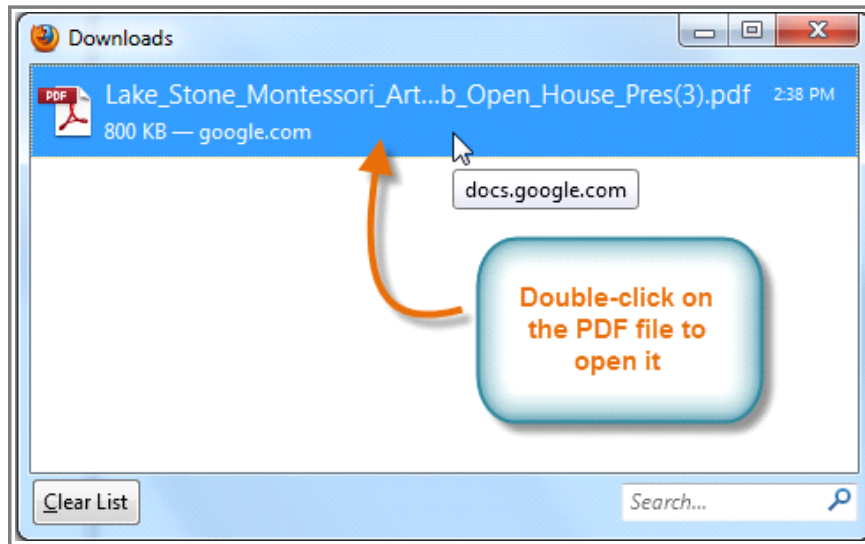 Downloads
PDF
Lake_Stone_Montessori_Art...b_Open_House_Pres(3).pdf 2:38 PM
800 KB — google.com
docs.google.com
Double-click on
the PDF file to
open it
Clear List
Search...